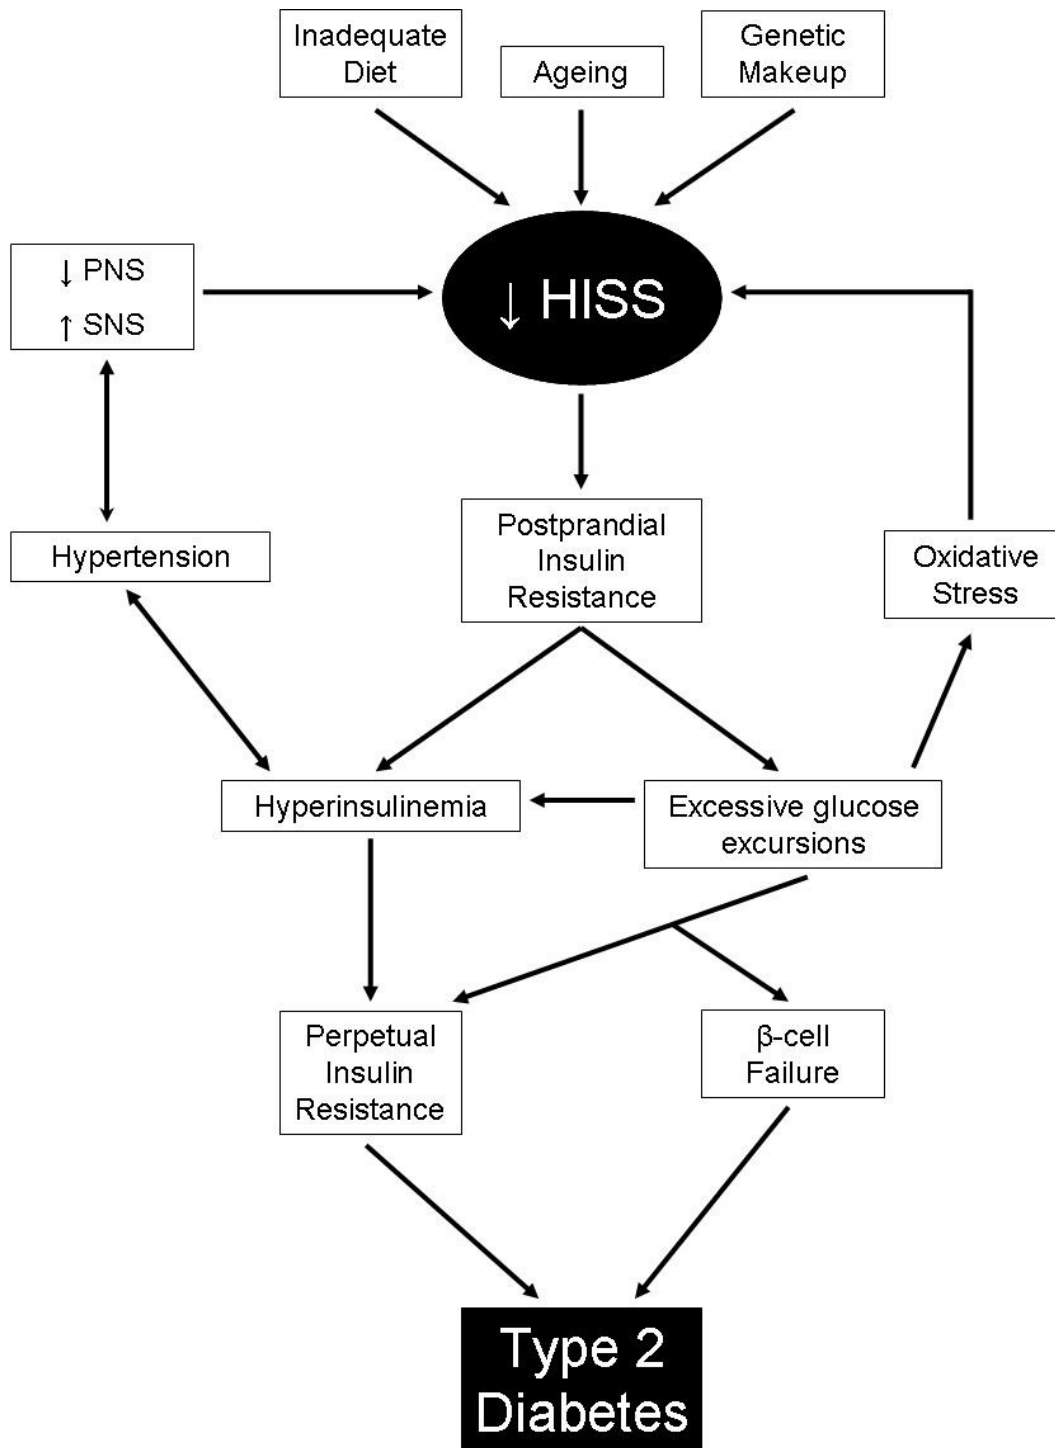 Inadequate
Diet
Ageing
Genetic
Makeup
↓ PNS
↑ SNS
↓ HISS
Postprandial
Insulin
Resistance
Hypertension
Oxidative
Stress
Hyperinsulinemia
Excessive glucose
excursions
Perpetual
Insulin
Resistance
β-cell
Failure
Type 2
Diabetes